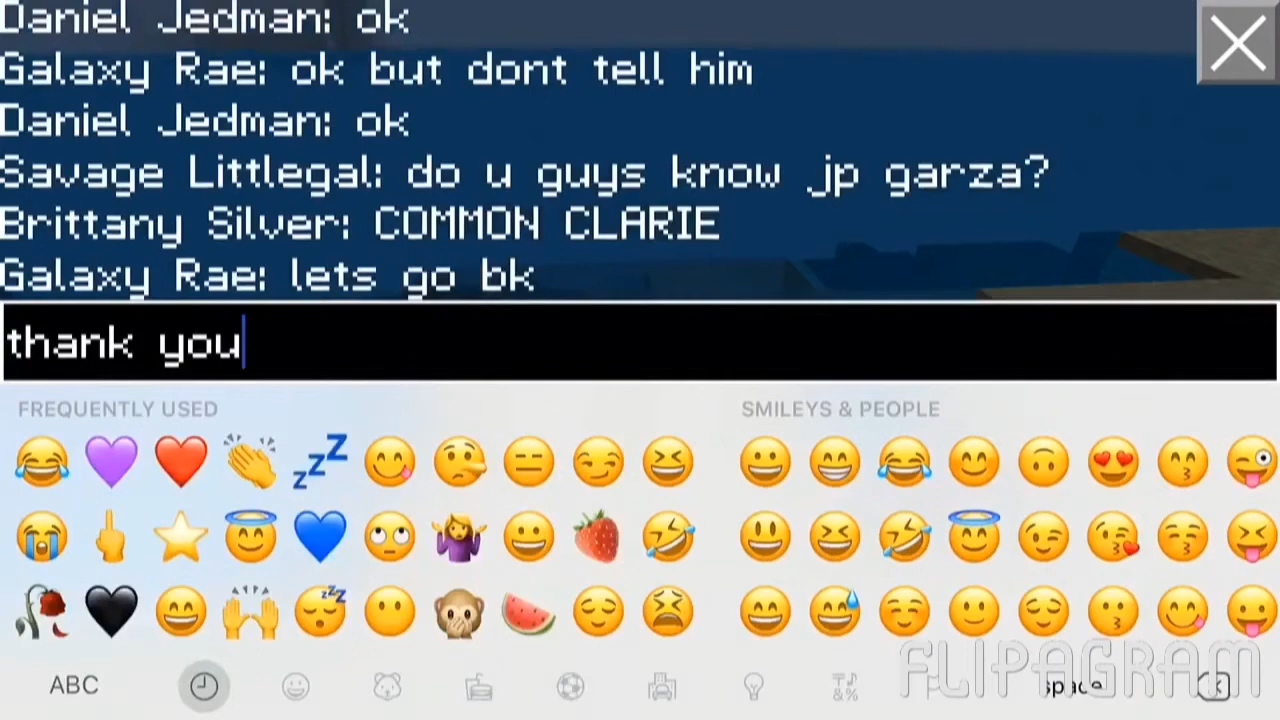 Daniel Jedman: ok
Galaxy Rae: ok but dont tell him
Daniel Jedman: ok
Savage Littlegal: do u guys know jp garza?
Brittany Silver: COMMON CLARIE
Galaxy Rae: lets go bk
thank you
FREQUENTLY USED SMILEYS & PEOPLE
ABC space
FLIPAGRAM